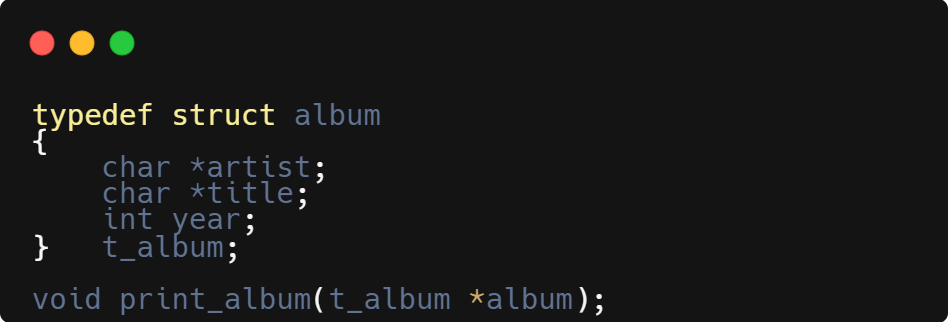 typedef struct album
{
    char *artist;
    char *title;
    int year;
}   t_album;

void print_album(t_album *album);